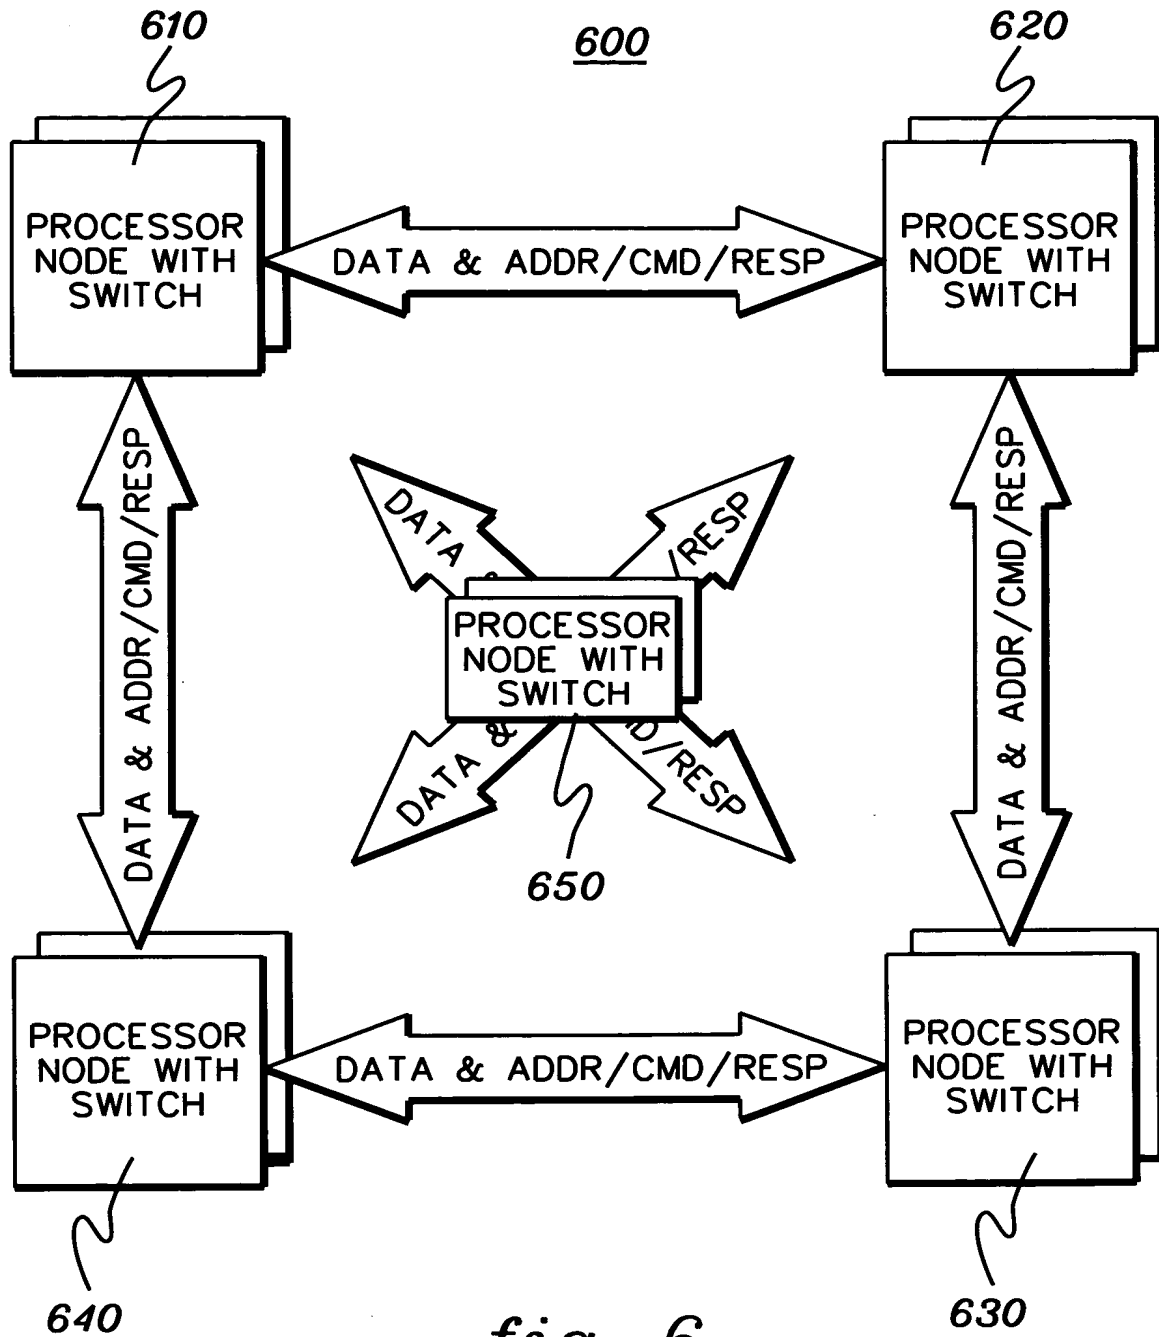 610
600
620
PROCESSOR
NODE WITH
SWITCH
DATA & ADDR/CMD/RESP
PROCESSOR
NODE WITH
SWITCH
DATA & ADDR/CMD/RESP
DATA &
/RESP
PROCESSOR
NODE WITH
SWITCH
DATA &
/RESP
650
DATA & ADDR/CMD/RESP
PROCESSOR
NODE WITH
SWITCH
DATA & ADDR/CMD/RESP
PROCESSOR
NODE WITH
SWITCH
640
fig. 6
630